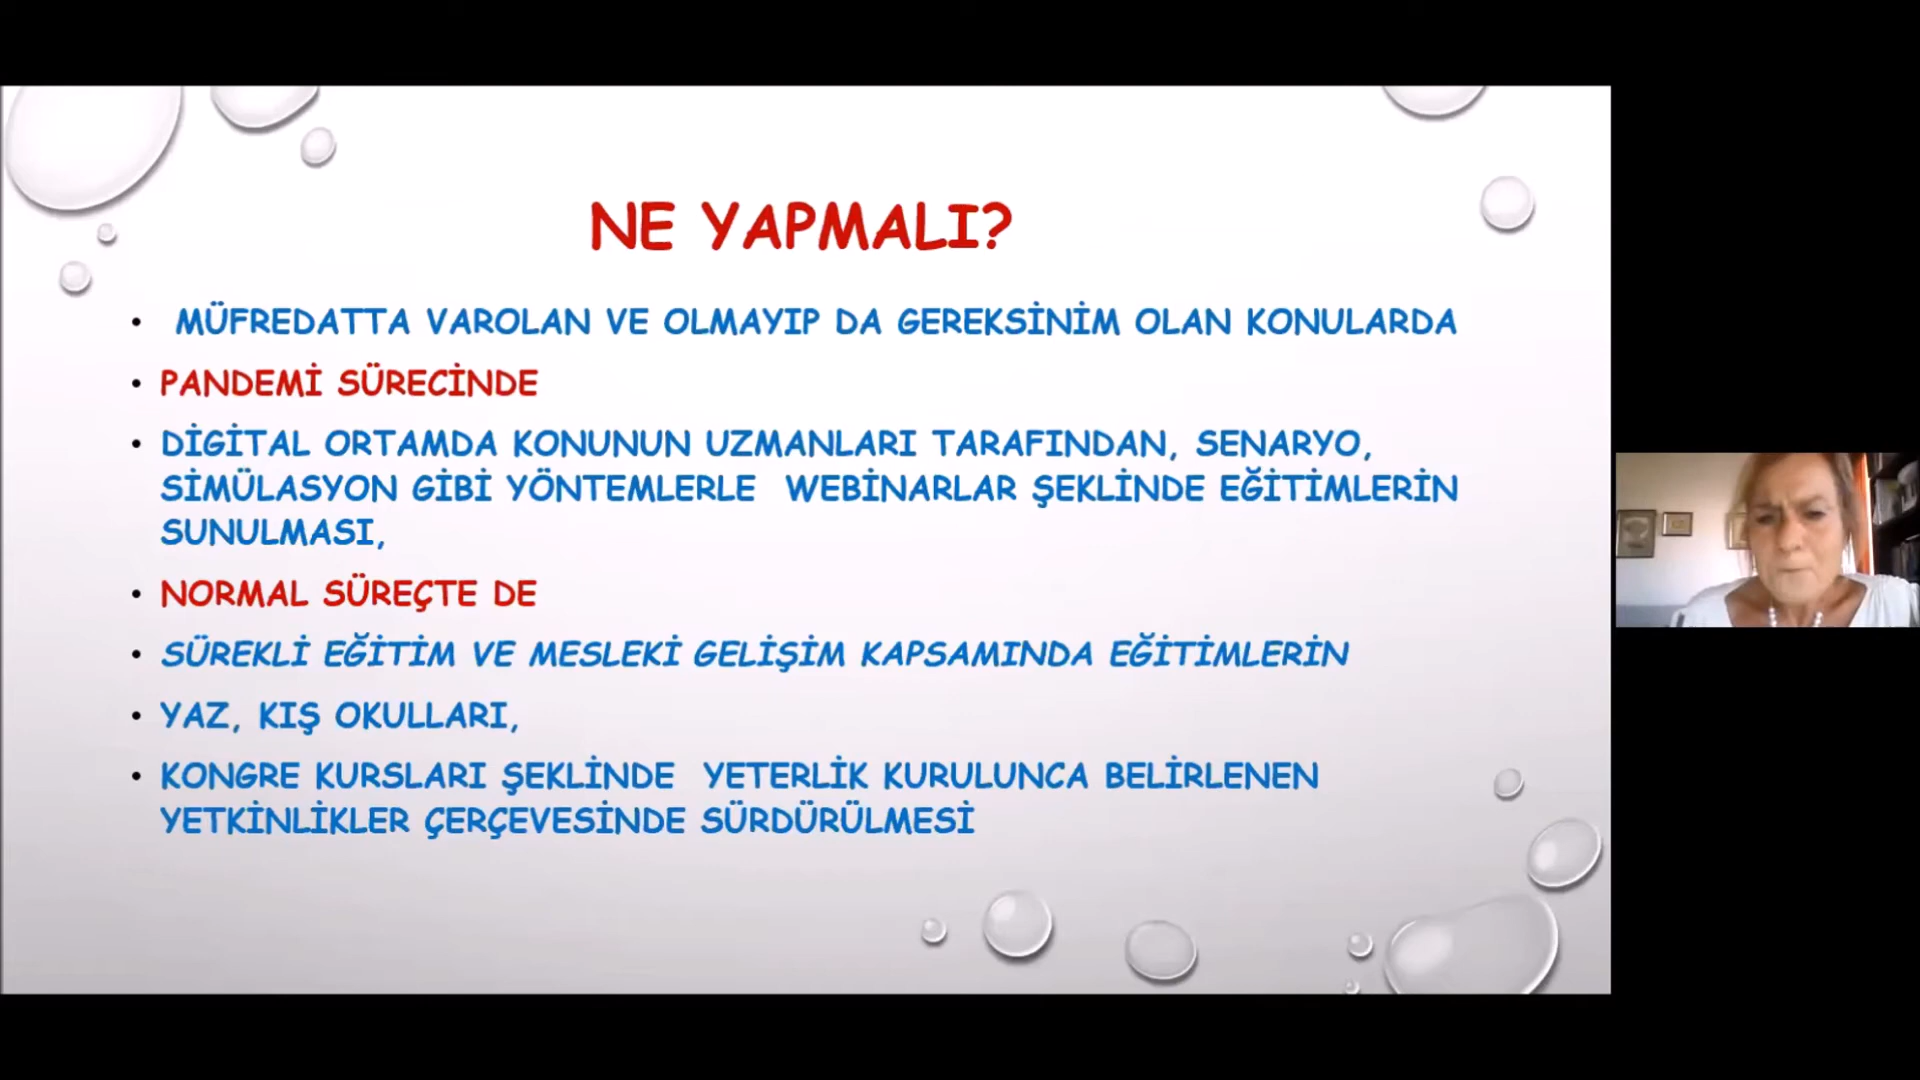 NE YAPMALI?
• MÜFREDATTA VAROLAN VE OLMAYIP DA GEREKSİNİM OLAN KONULARDA
• PANDEMİ SÜRECİNDE
• DİGİTAL ORTAMDA KONUNUN UZMANLARI TARAFINDAN, SENARYO,
SİMÜLASYON GİBİ YÖNTEMLERLE WEBİNARLAR ŞEKLİNDE EĞİTİMLERİN
SUNULMASI,
• NORMAL SÜREÇTE DE
• SÜREKLİ EĞİTİM VE MESLEKİ GELİŞİM KAPSAMINDA EĞİTİMLERİN
• YAZ, KIŞ OKULLARI,
• KONGRE KURSLARI ŞEKLİNDE YETERLİK KURULUNCA BELİRLENEN
YETKİNLİKLER ÇERÇEVESİNDE SÜRDÜRÜLMESİ